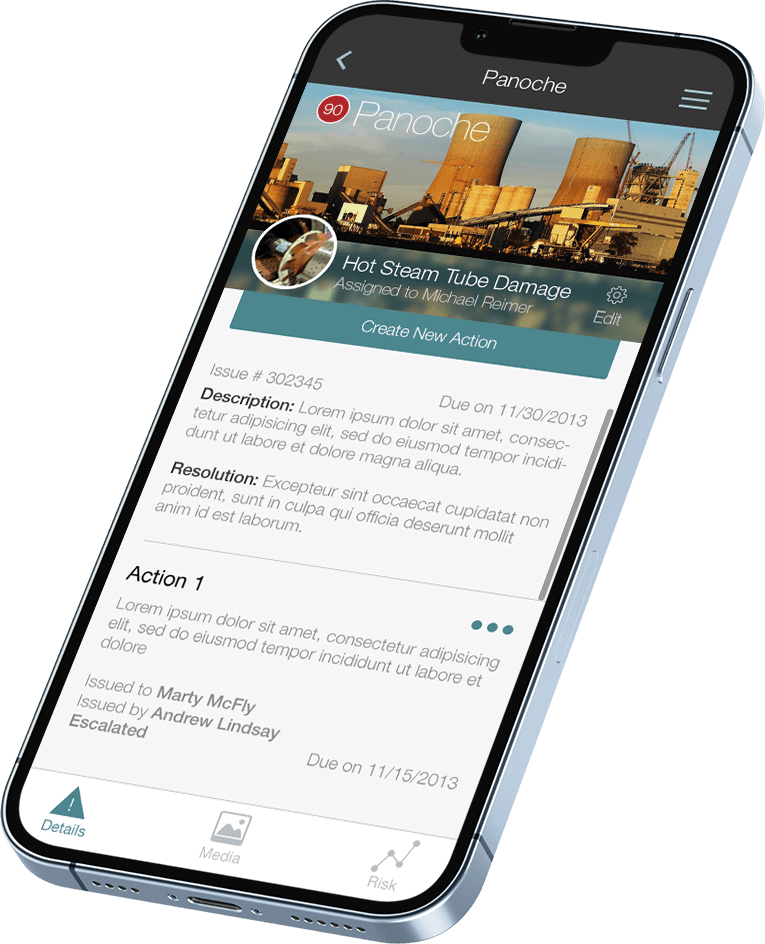 Panoche
90 Panoche
Hot Steam Tube Damage
Assigned to Michael Reimer
Edit
Create New Action
Issue # 302345
Due on 11/30/2013
Description: Lorem ipsum dolor sit amet, consec-
tetur adipisicing elit, sed do eiusmod tempor incidi-
dunt ut labore et dolore magna aliqua.
Resolution: Excepteur sint occaecat cupidatat non
proident, sunt in culpa qui officia deserunt mollit
anim id est laborum.
Action 1
Lorem ipsum dolor sit amet, consectetur adipisicing
elit, sed do eiusmod tempor incididunt ut labore et
dolore
Issued to Marty McFly
Issued by Andrew Lindsay
Escalated
Due on 11/15/2013
Details
Media
Risk